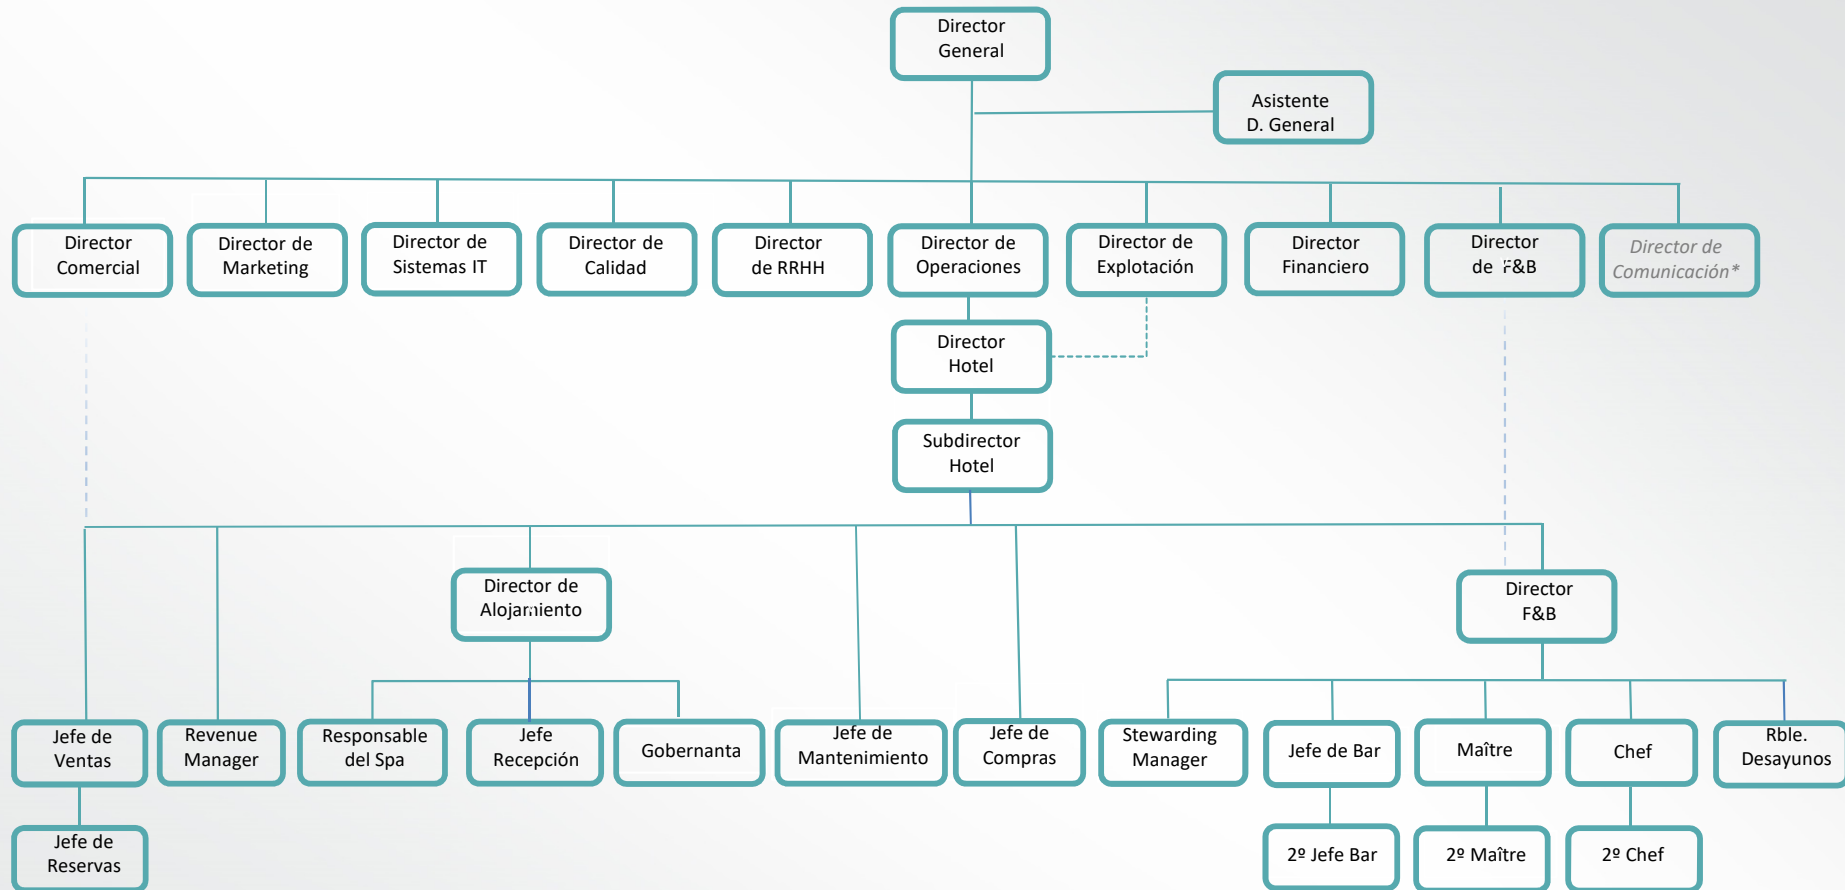 Director
General
Asistente
D. General
Director
Comercial
Director de
Marketing
Director de
Sistemas IT
Director de
Calidad
Director
de RRHH
Director de
Operaciones
Director de
Explotación
Director
Financiero
Director
de F&B
Director de
Comunicación*
Director
Hotel
Subdirector
Hotel
Director de
Alojamiento
Director
F&B
Jefe de
Ventas
Revenue
Manager
Responsable
del Spa
Jefe
Recepción
Gobernanta
Jefe de
Mantenimiento
Jefe de
Compras
Stewarding
Manager
Jefe de Bar
Maître
Chef
Rble.
Desayunos
Jefe de
Reservas
2º Jefe Bar
2º Maître
2º Chef